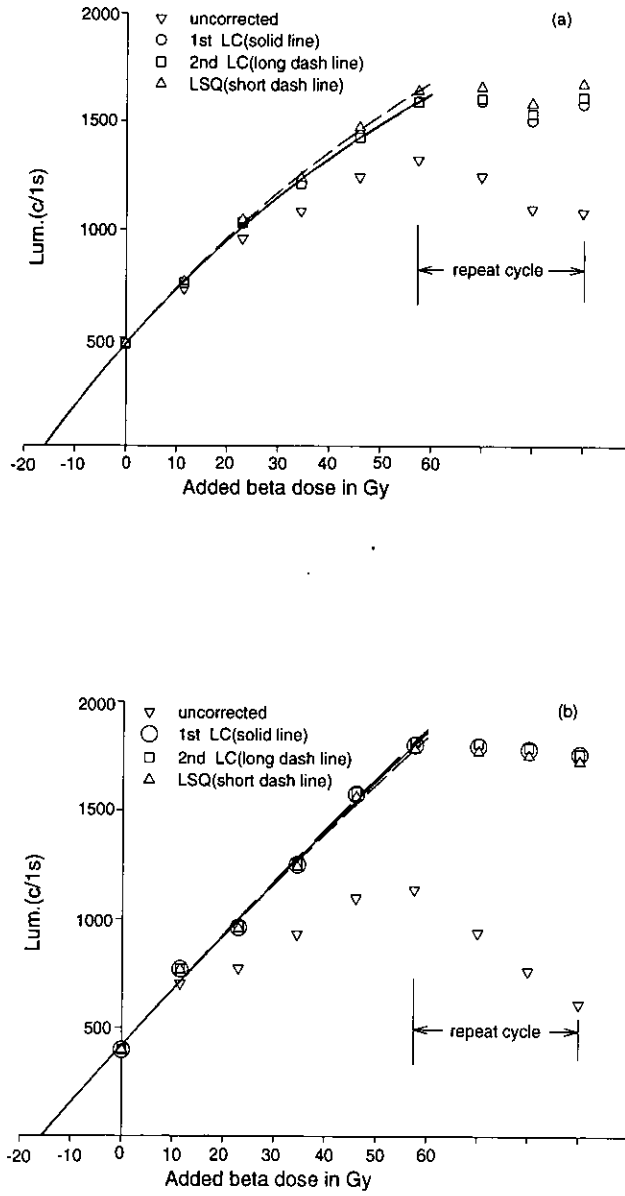 (a)
2000
1500
1000
500
Lum.(c/1s)
▽ uncorrected
○ 1st LC(solid line)
□ 2nd LC(long dash line)
△ LSQ(short dash line)
repeat cycle
-20 -10 0 10 20 30 40 50 60
Added beta dose in Gy
(b)
2000
1500
1000
500
Lum.(c/1s)
▽ uncorrected
○ 1st LC(solid line)
□ 2nd LC(long dash line)
△ LSQ(short dash line)
repeat cycle
-20 -10 0 10 20 30 40 50 60
Added beta dose in Gy